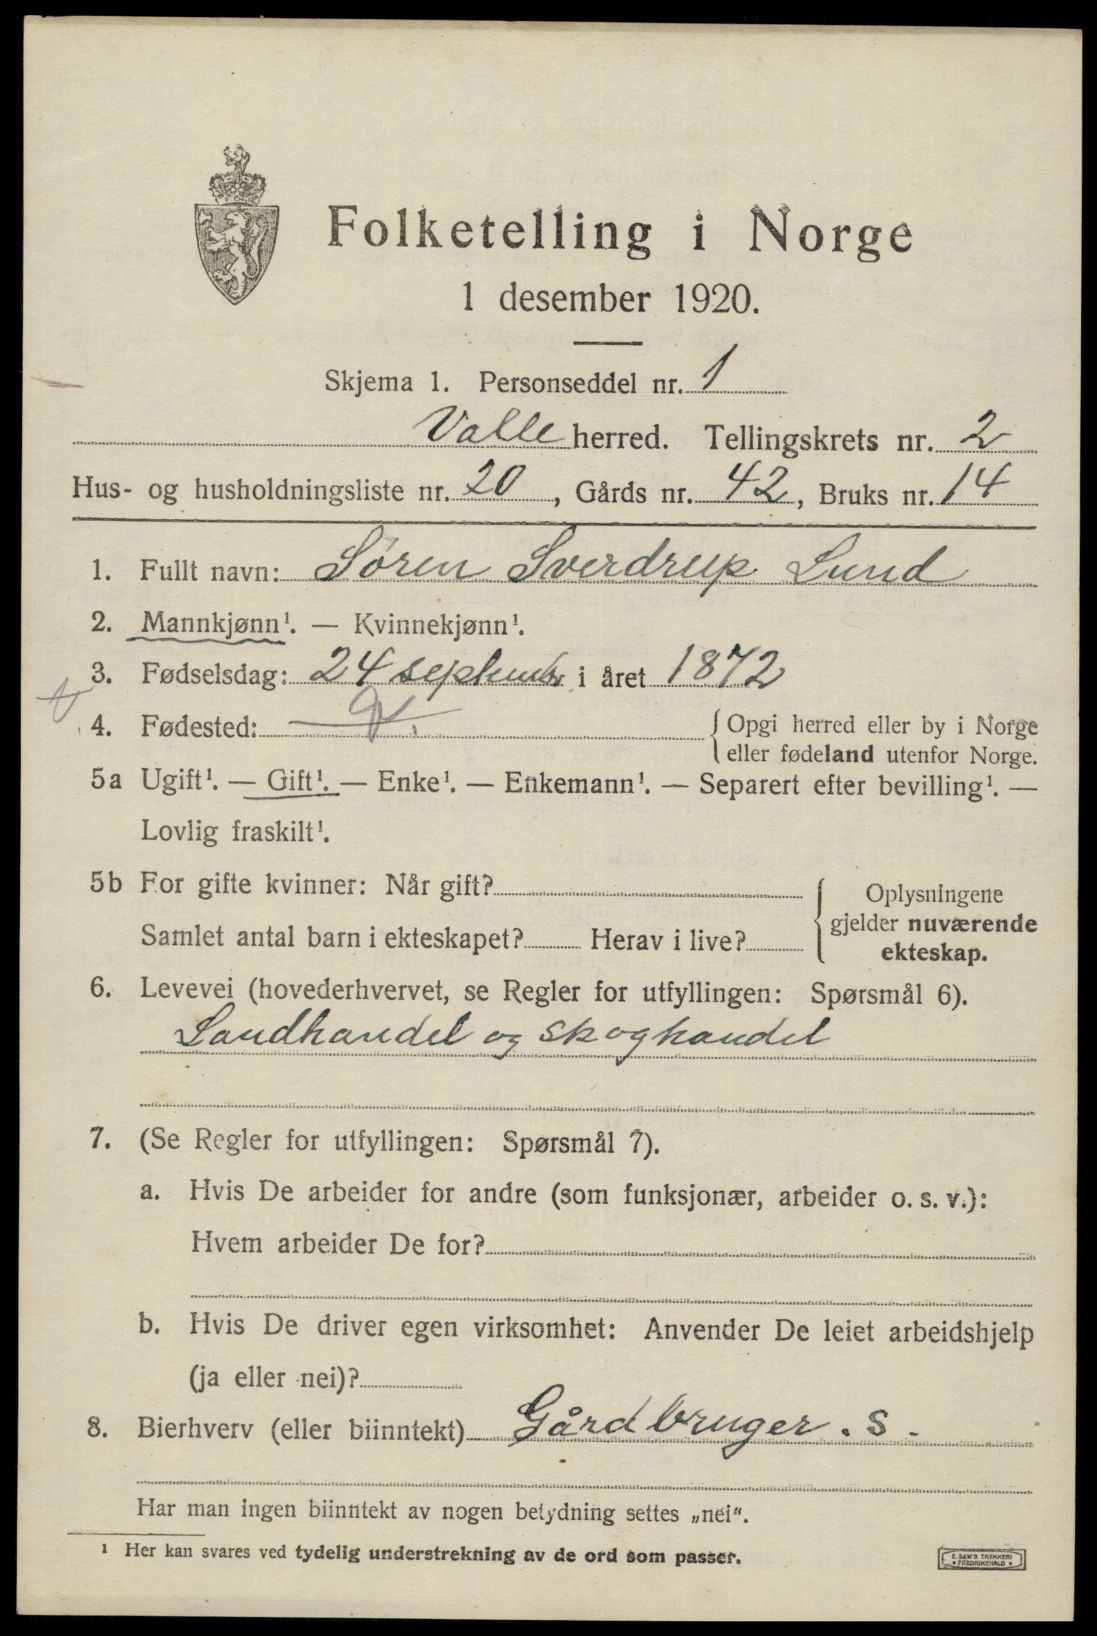 Folketelling i Norge
1 desember 1920.
Skjema 1. Personseddel nr. 1
Valle herred. Tellingskrets nr. 2
Hus- og husholdningsliste nr. 20, Gårds nr. 42, Bruks nr. 14
1. Fullt navn: Søren Sverdrup Lund
2. Mannkjønn¹. — Kvinnekjønn¹.
3. Fødselsdag: 24 september i året 1872
4. Fødested: {Opgi herred eller by i Norge
eller fødeland utenfor Norge.
5a Ugift¹. — Gift¹. — Enke¹. — Enkemann¹. — Separert efter bevilling¹. —
Lovlig fraskilt¹.
5b For gifte kvinner: Når gift?
Samlet antal barn i ekteskapet? Herav i live?
{Oplysningene
gjelder nuværende
ekteskap.
6. Levevei (hovederhvervet, se Regler for utfyllingen: Spørsmål 6).
Landhandel og skoghandel
7. (Se Regler for utfyllingen: Spørsmål 7).
a. Hvis De arbeider for andre (som funksjonær, arbeider o. s. v.):
Hvem arbeider De for?
b. Hvis De driver egen virksomhet: Anvender De leiet arbeidshjelp
(ja eller nei)?
8. Bierhverv (eller biinntekt) Gårdbruger. S.
Har man ingen biinntekt av nogen betydning settes „nei“.
¹ Her kan svares ved tydelig understrekning av de ord som passer.
E. SEM'S TRYKKERI
* FREDRIKSHALD *